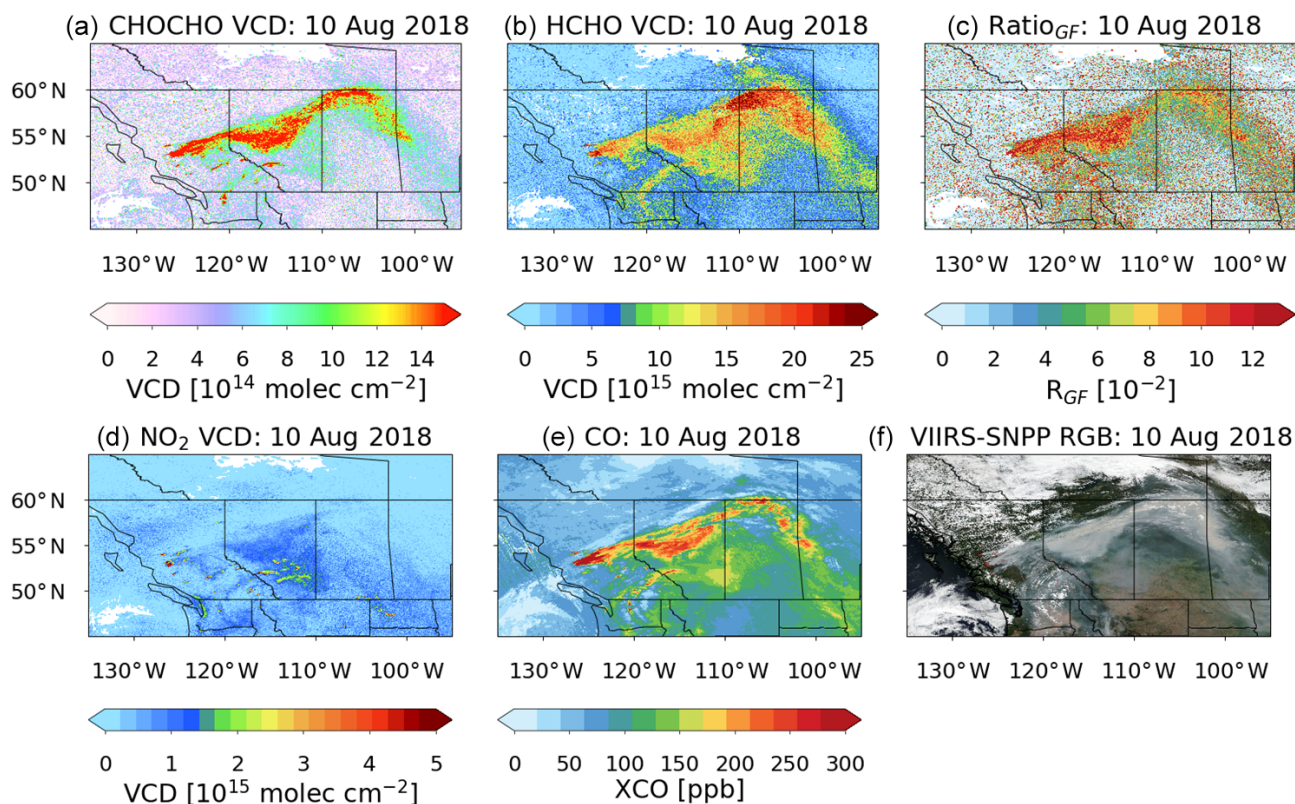 (a) CHOCHO VCD: 10 Aug 2018
(b) HCHO VCD: 10 Aug 2018
(c) Ratio_GF: 10 Aug 2018
60°N
50°N
130°W 120°W 110°W 100°W
130°W 120°W 110°W 100°W
130°W 120°W 110°W 100°W
0 2 4 6 8 10 12 14
VCD [10^14 molec cm^−2]
0 5 10 15 20 25
VCD [10^15 molec cm^−2]
0 2 4 6 8 10 12
R_GF [10^−2]
(d) NO_2 VCD: 10 Aug 2018
(e) CO: 10 Aug 2018
(f) VIIRS-SNPP RGB: 10 Aug 2018
60°N
50°N
130°W 120°W 110°W 100°W
130°W 120°W 110°W 100°W
130°W 120°W 110°W 100°W
0 1 2 3 4 5
VCD [10^15 molec cm^−2]
0 50 100 150 200 250 300
XCO [ppb]